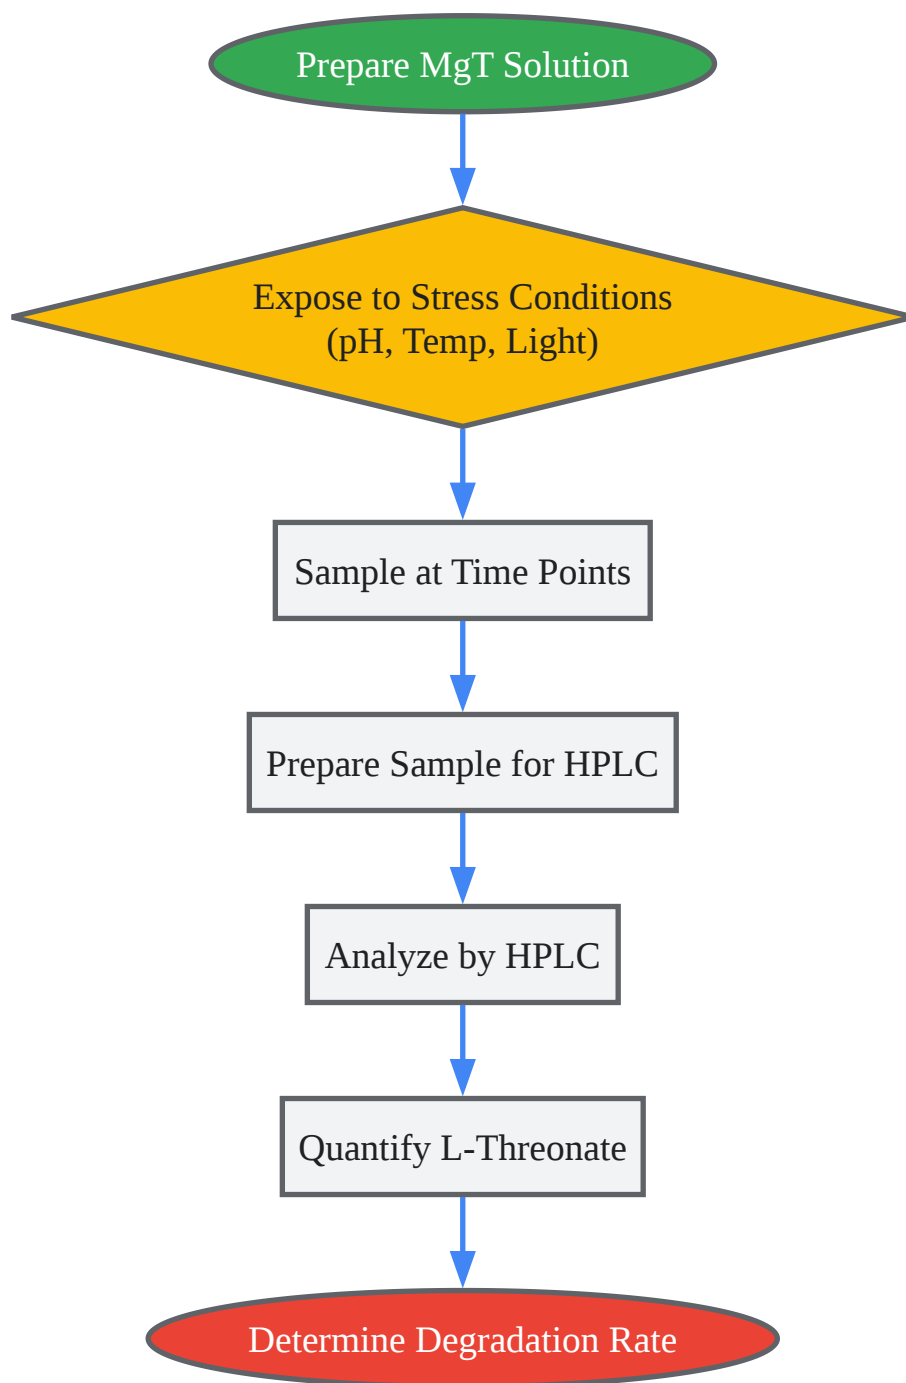 Prepare MgT Solution
Expose to Stress Conditions
(pH, Temp, Light)
Sample at Time Points
Prepare Sample for HPLC
Analyze by HPLC
Quantify L-Threonate
Determine Degradation Rate